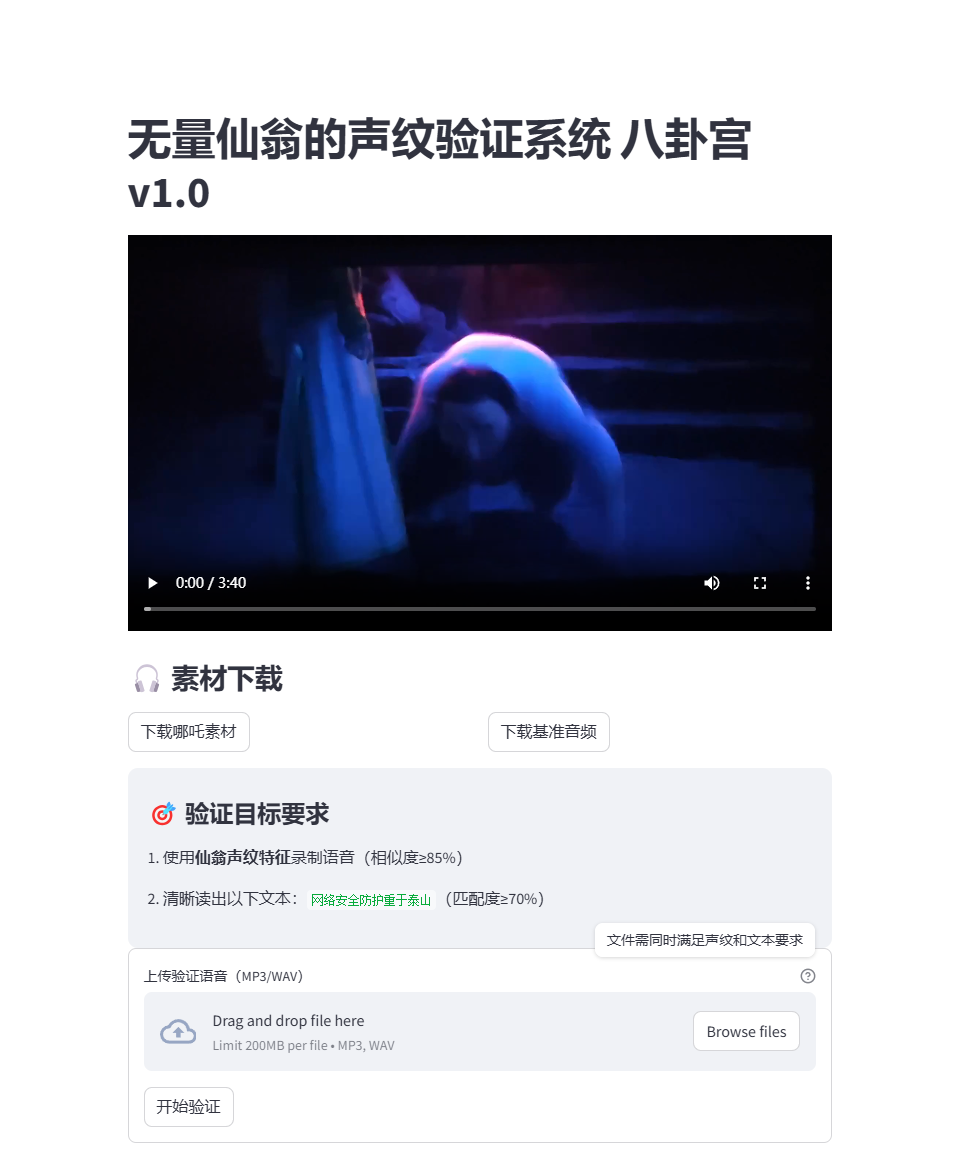 无量仙翁的声纹验证系统 八卦宫
v1.0
0:00 / 3:40
素材下载
下载哪吒素材
下载基准音频
验证目标要求
1. 使用仙翁声纹特征录制语音（相似度≥85%）
2. 清晰读出以下文本： 网络安全防护重于泰山 （匹配度≥70%）
文件需同时满足声纹和文本要求
上传验证语音（MP3/WAV）
Drag and drop file here
Limit 200MB per file • MP3, WAV
Browse files
开始验证